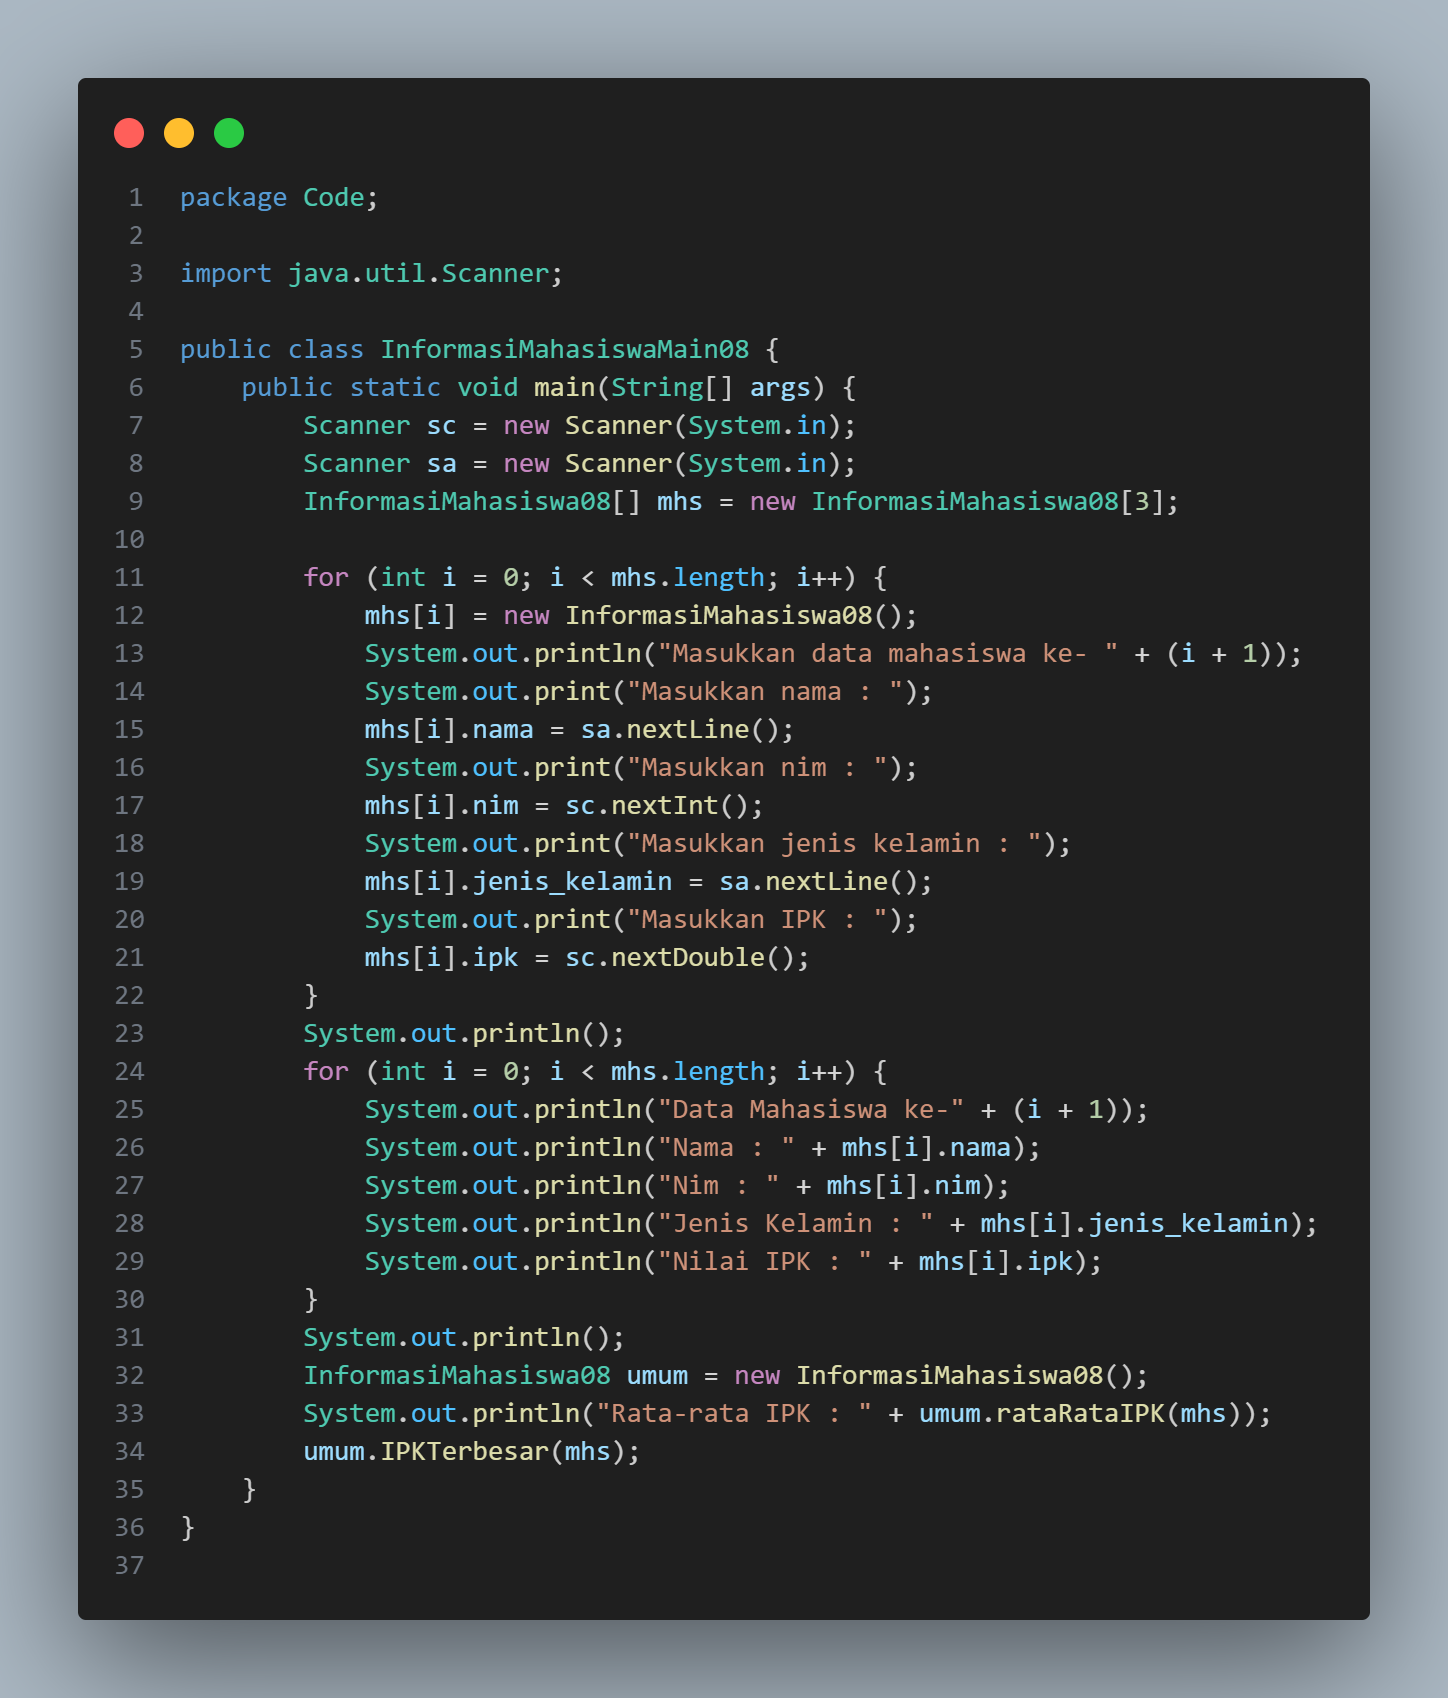 1 package Code;
2
3 import java.util.Scanner;
4
5 public class InformasiMahasiswaMain08 {
6     public static void main(String[] args) {
7         Scanner sc = new Scanner(System.in);
8         Scanner sa = new Scanner(System.in);
9         InformasiMahasiswa08[] mhs = new InformasiMahasiswa08[3];
10
11         for (int i = 0; i < mhs.length; i++) {
12             mhs[i] = new InformasiMahasiswa08();
13             System.out.println("Masukkan data mahasiswa ke- " + (i + 1));
14             System.out.print("Masukkan nama : ");
15             mhs[i].nama = sa.nextLine();
16             System.out.print("Masukkan nim : ");
17             mhs[i].nim = sc.nextInt();
18             System.out.print("Masukkan jenis kelamin : ");
19             mhs[i].jenis_kelamin = sa.nextLine();
20             System.out.print("Masukkan IPK : ");
21             mhs[i].ipk = sc.nextDouble();
22         }
23         System.out.println();
24         for (int i = 0; i < mhs.length; i++) {
25             System.out.println("Data Mahasiswa ke-" + (i + 1));
26             System.out.println("Nama : " + mhs[i].nama);
27             System.out.println("Nim : " + mhs[i].nim);
28             System.out.println("Jenis Kelamin : " + mhs[i].jenis_kelamin);
29             System.out.println("Nilai IPK : " + mhs[i].ipk);
30         }
31         System.out.println();
32         InformasiMahasiswa08 umum = new InformasiMahasiswa08();
33         System.out.println("Rata-rata IPK : " + umum.rataRataIPK(mhs));
34         umum.IPKTerbesar(mhs);
35     }
36 }
37